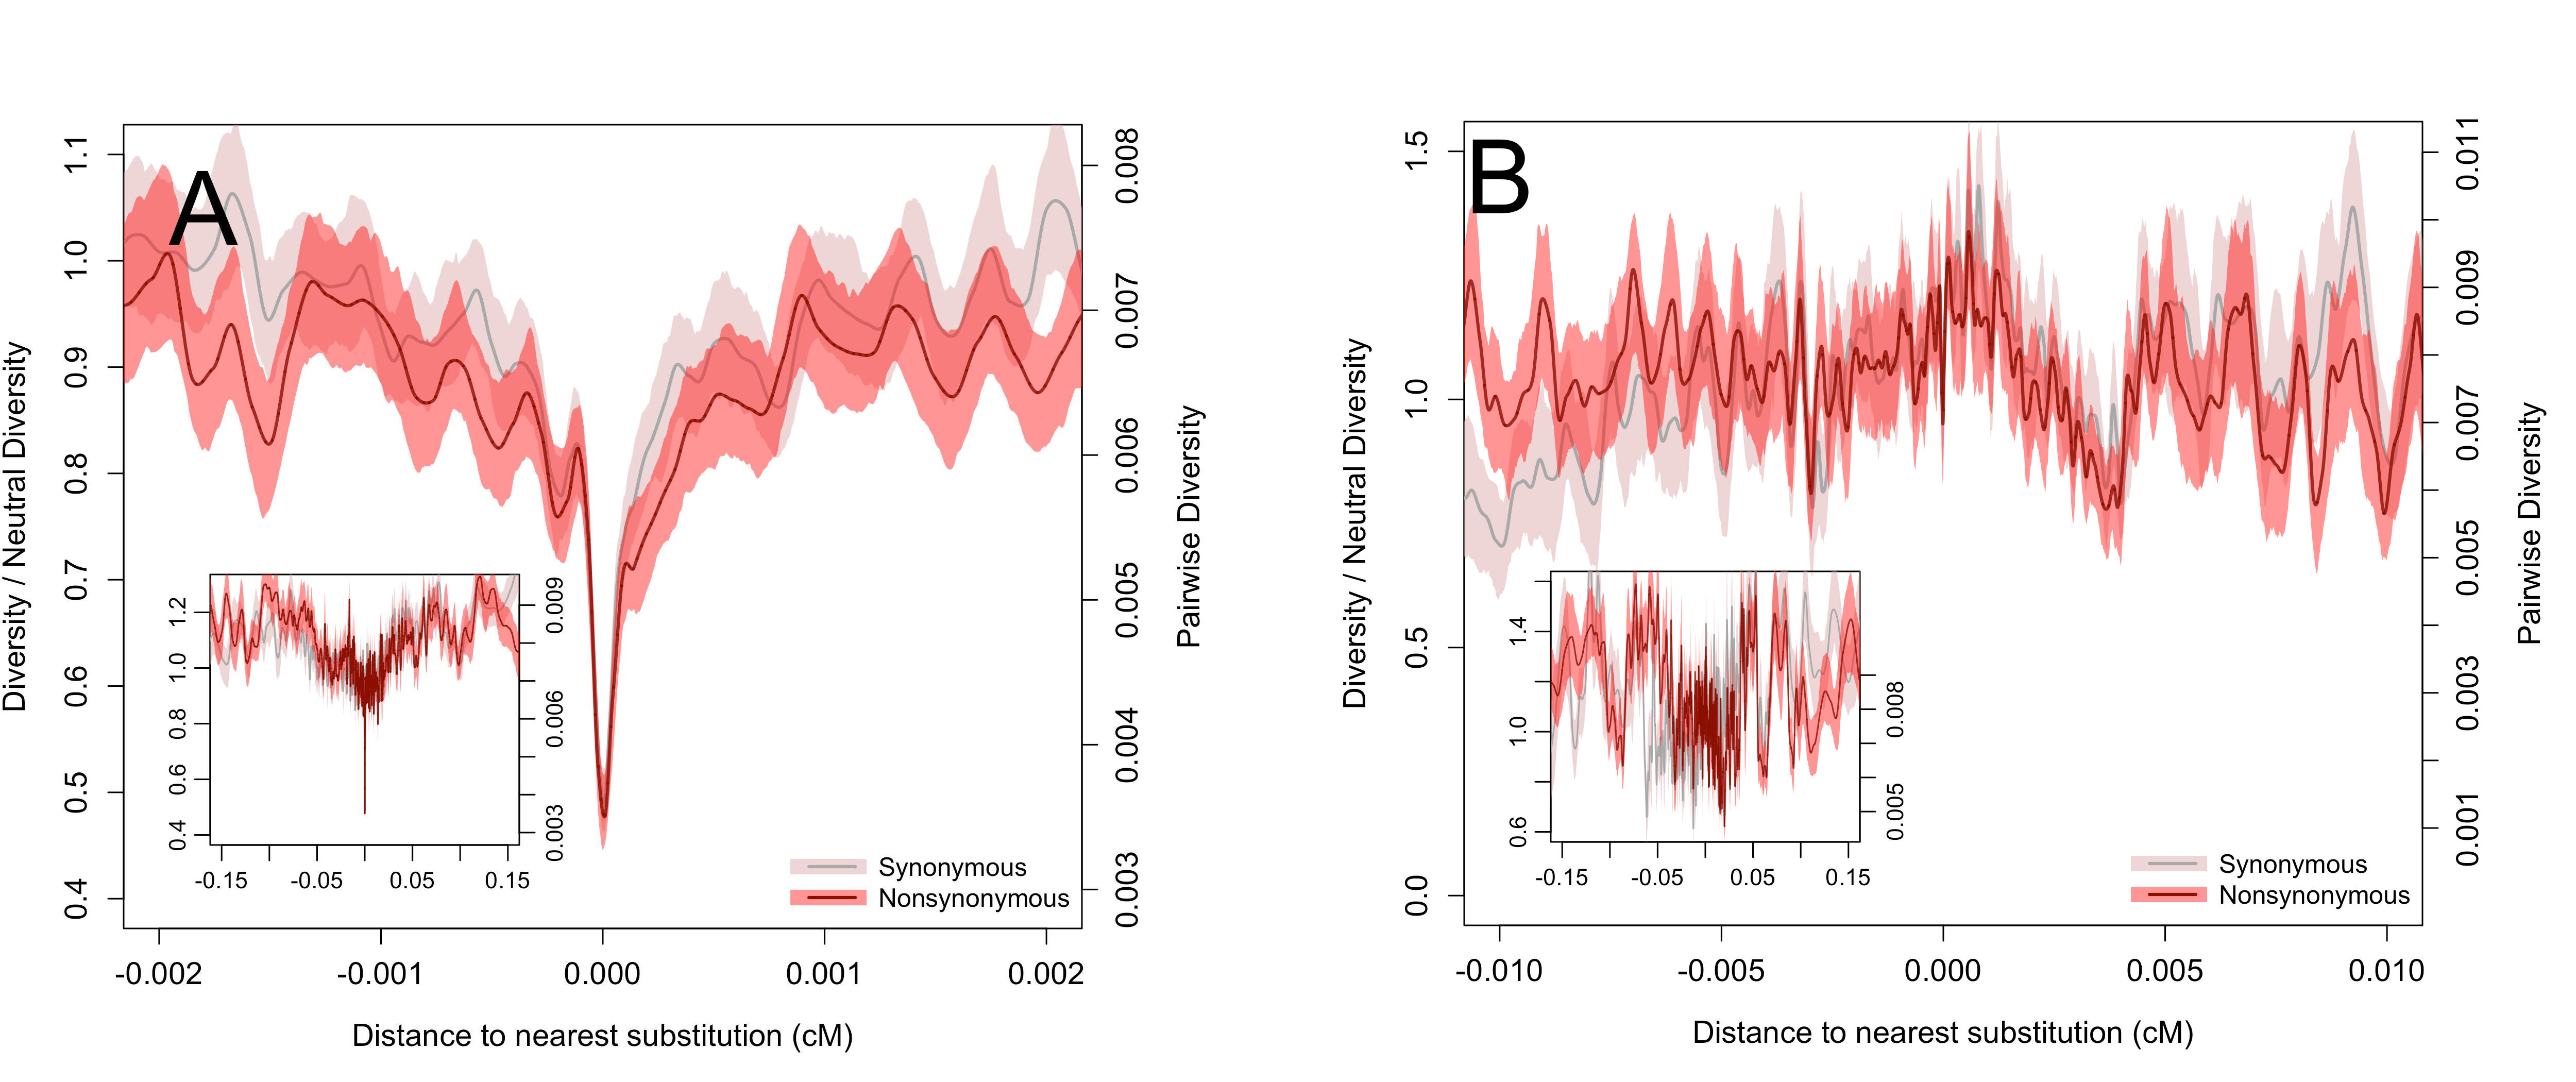 A
1.1
1.0
0.9
0.8
0.7
0.6
0.5
0.4
Diversity / Neutral Diversity
0.008
0.007
0.006
0.005
0.004
0.003
Pairwise Diversity
1.2
1.0
0.8
0.6
0.4
0.009
0.006
0.003
-0.15 -0.05 0.05 0.15
Synonymous
Nonsynonymous
-0.002 -0.001 0.000 0.001 0.002
Distance to nearest substitution (cM)
B
1.5
1.0
0.5
0.0
Diversity / Neutral Diversity
0.011
0.009
0.007
0.005
0.003
0.001
Pairwise Diversity
1.4
1.0
0.6
0.008
0.005
-0.15 -0.05 0.05 0.15
Synonymous
Nonsynonymous
-0.010 -0.005 0.000 0.005 0.010
Distance to nearest substitution (cM)